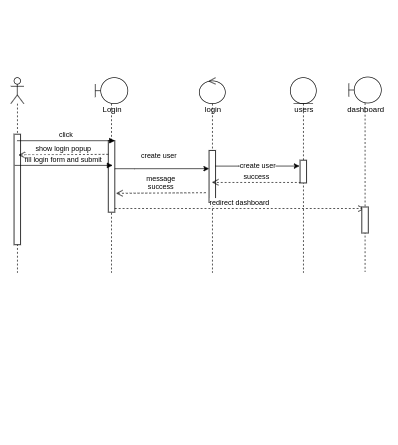 Login
login
users
dashboard
click
show login popup
fill login form and submit
create user
create user
success
message
success
redirect dashboard